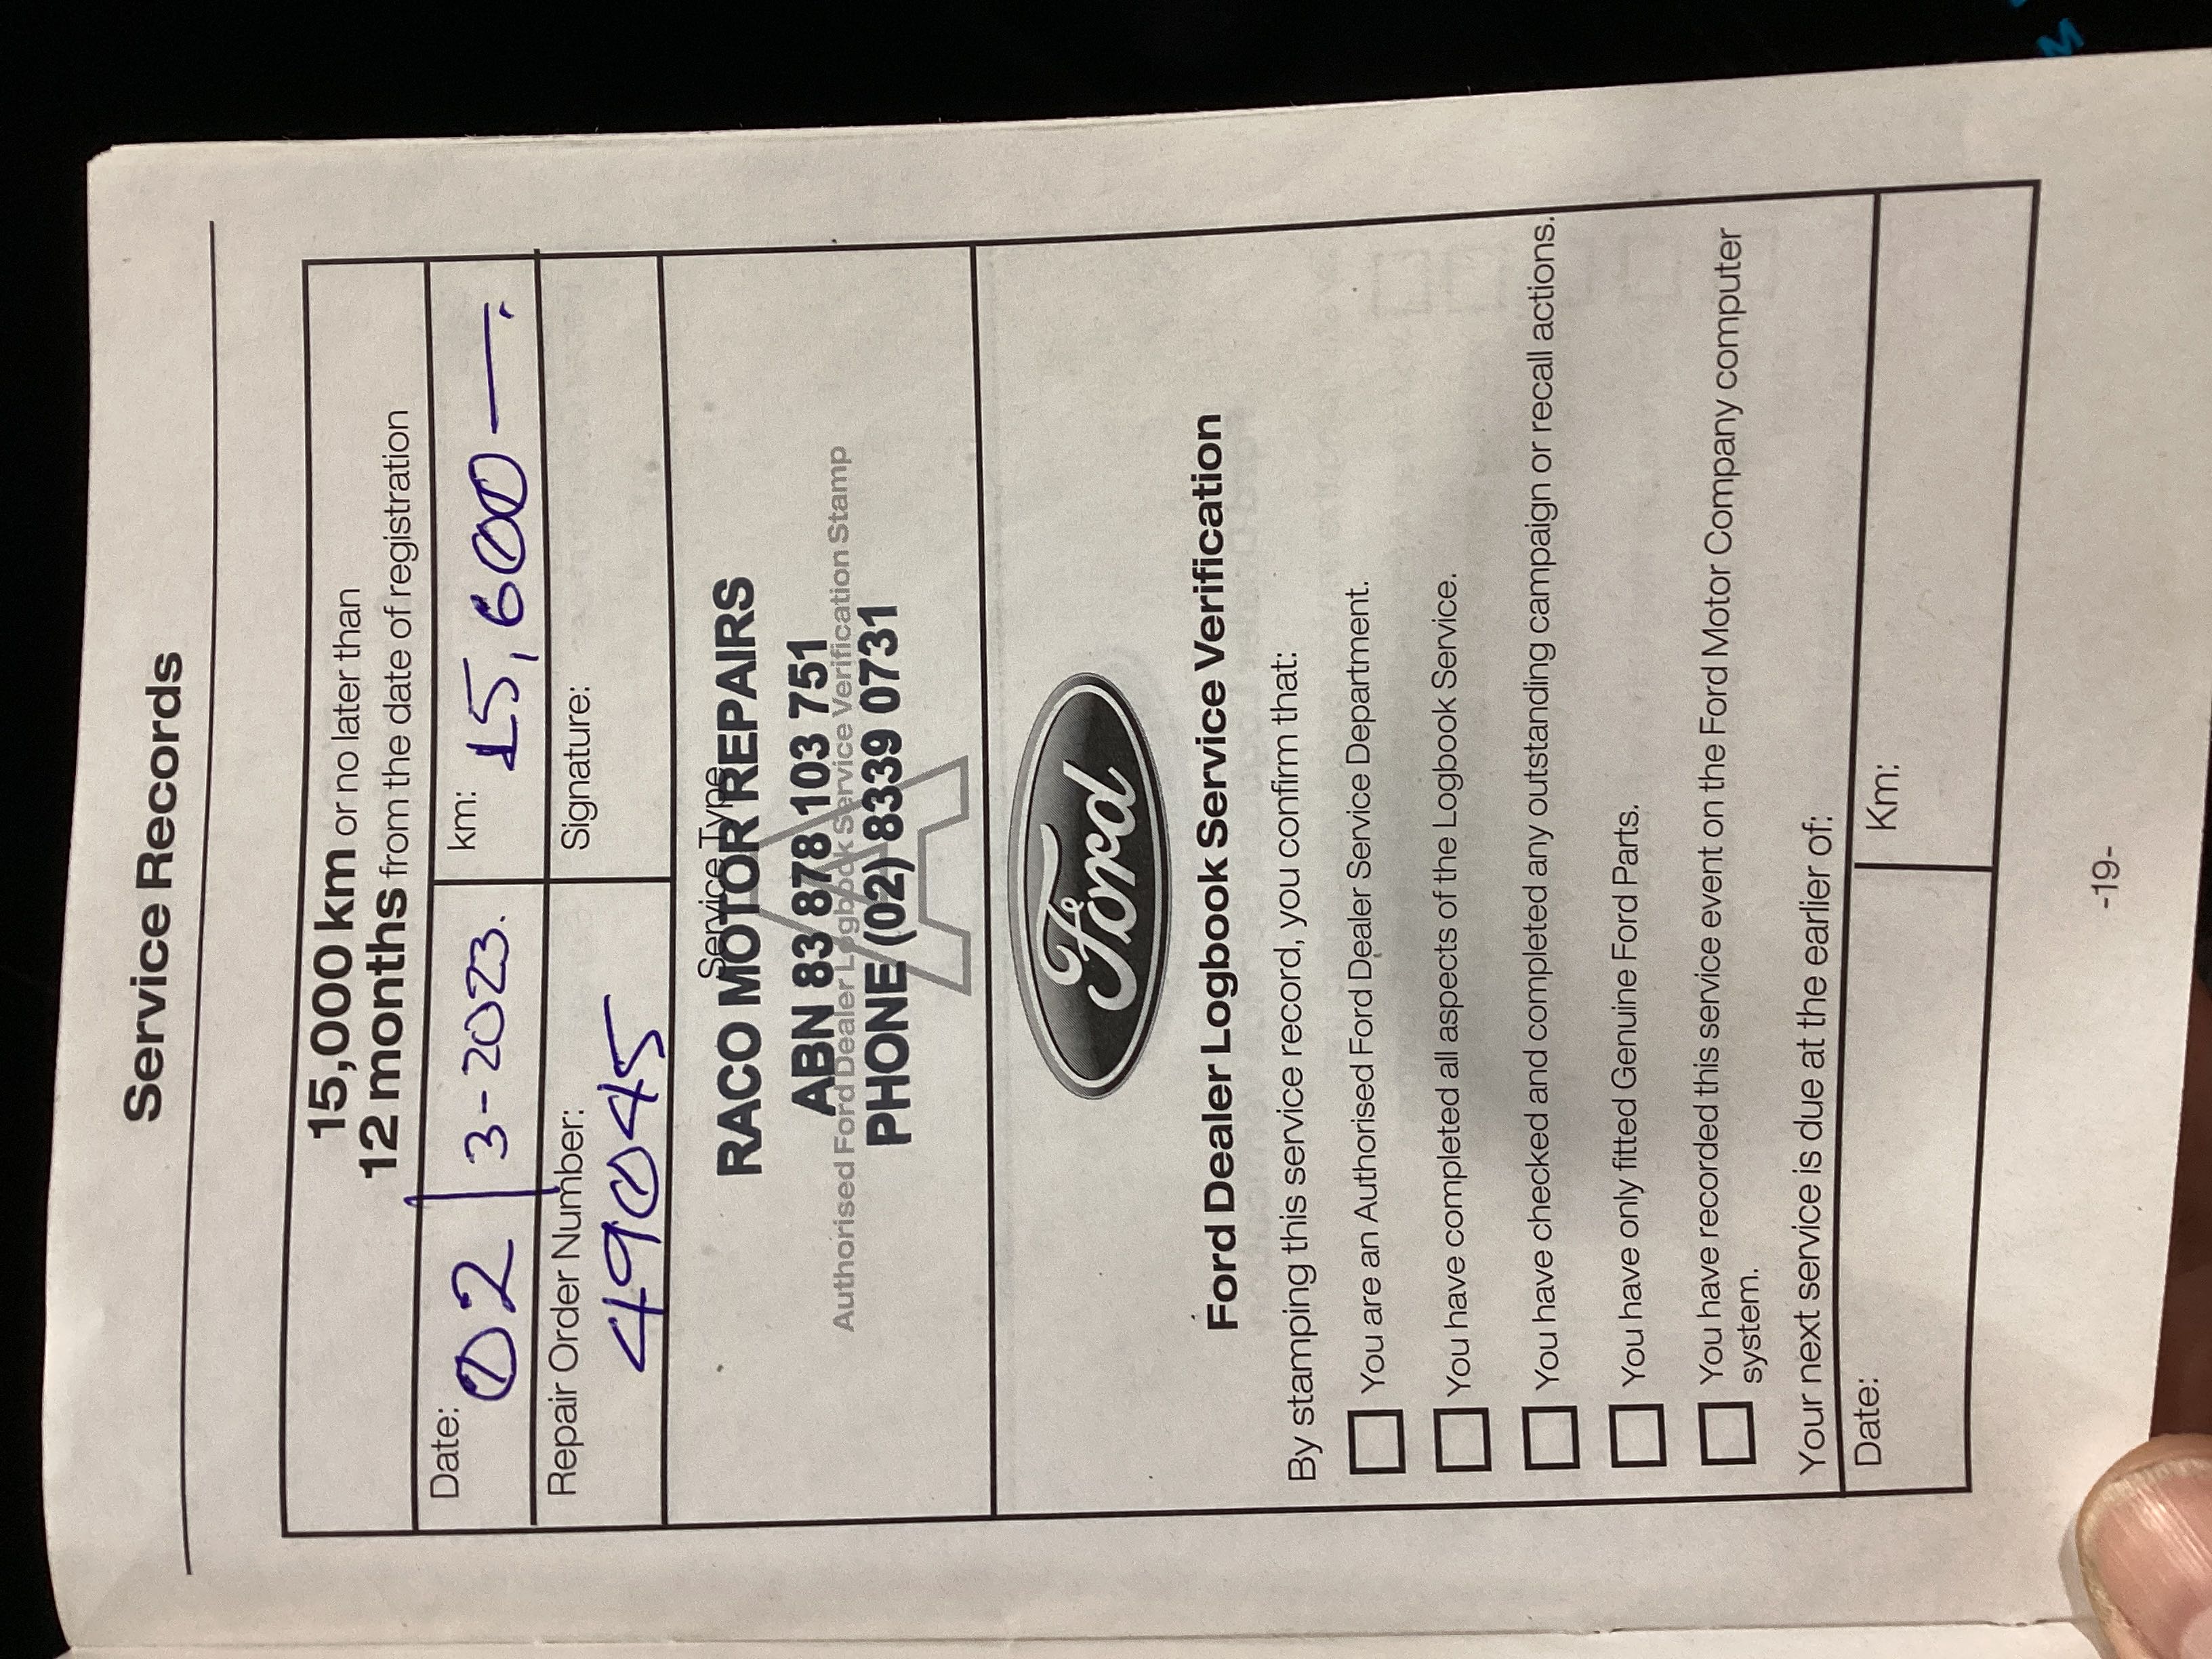 Service Records
15,000 km or no later than
12 months from the date of registration
Date: 02 / 3-2023. km: 15,600 —.
Repair Order Number: 49045 Signature:
Service Type
A
RACO MOTOR REPAIRS
ABN 83 878 103 751
Authorised Ford Dealer Logbook Service Verification Stamp
PHONE (02) 8339 0731
Ford
Ford Dealer Logbook Service Verification
By stamping this service record, you confirm that:
You are an Authorised Ford Dealer Service Department.
You have completed all aspects of the Logbook Service.
You have checked and completed any outstanding campaign or recall actions.
You have only fitted Genuine Ford Parts.
You have recorded this service event on the Ford Motor Company computer
system.
Your next service is due at the earlier of:
Date: Km:
-19-